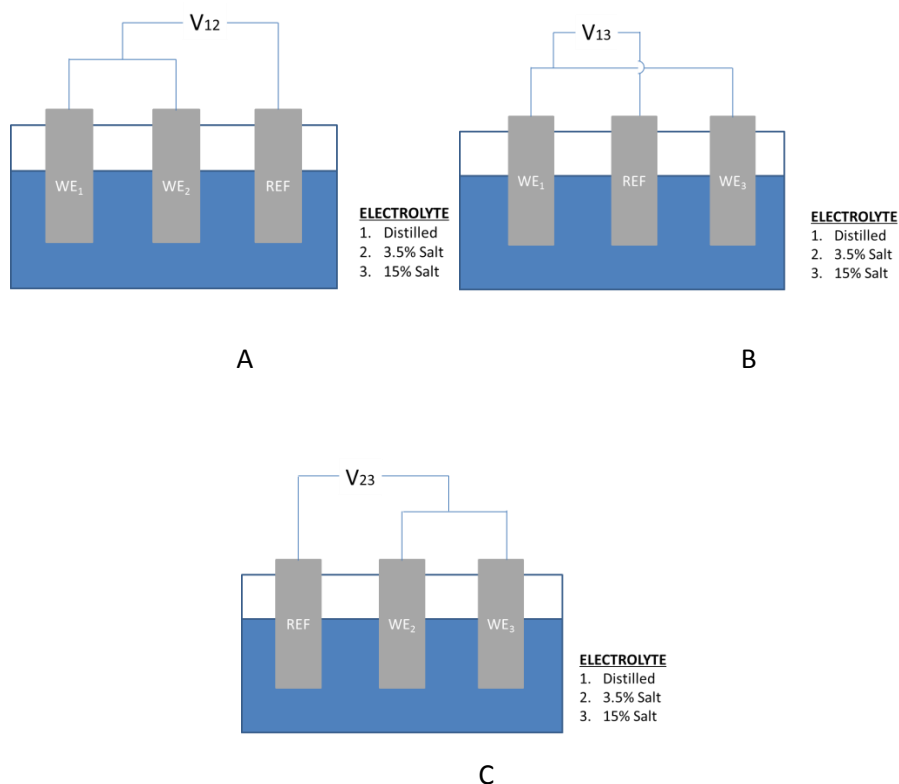 V₁₂
WE₁ WE₂ REF
ELECTROLYTE
1. Distilled
2. 3.5% Salt
3. 15% Salt
A
V₁₃
WE₁ REF WE₃
ELECTROLYTE
1. Distilled
2. 3.5% Salt
3. 15% Salt
B
V₂₃
REF WE₂ WE₃
ELECTROLYTE
1. Distilled
2. 3.5% Salt
3. 15% Salt
C